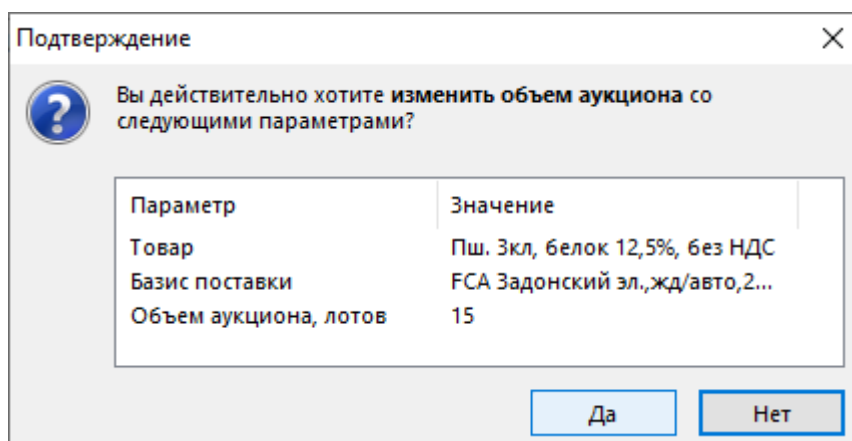 Подтверждение
Вы действительно хотите изменить объем аукциона со
следующими параметрами?
Параметр Значение
Товар Пш. 3кл, белок 12,5%, без НДС
Базис поставки FCA Задонский эл.,жд/авто,2...
Объем аукциона, лотов 15
Да Нет